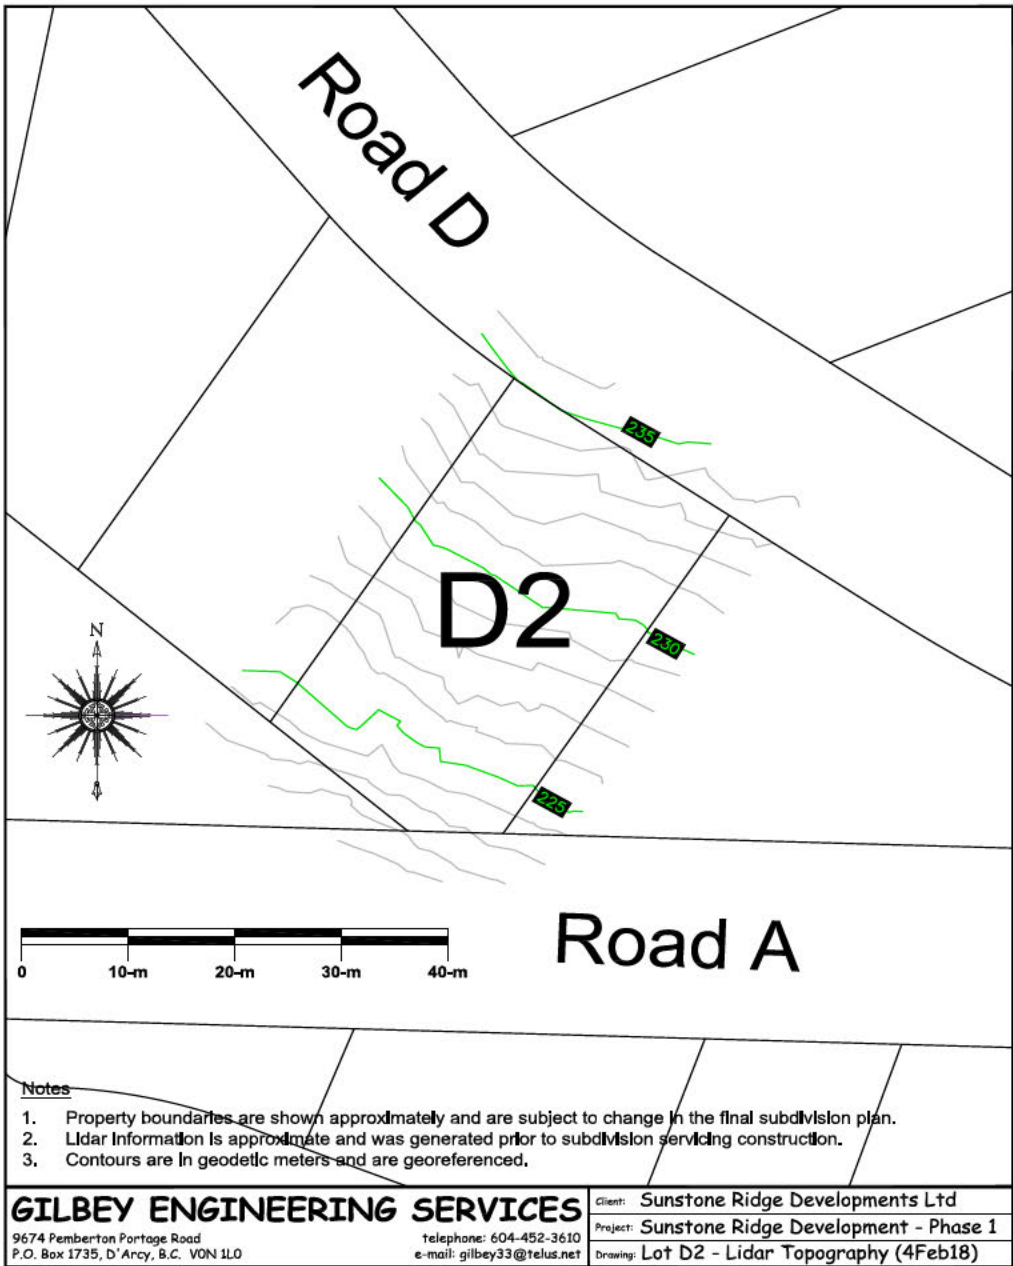 Road D
235
D2
230
N
225
Road A
0 10-m 20-m 30-m 40-m
Notes
1. Property boundaries are shown approximately and are subject to change in the final subdivision plan.
2. Lidar information is approximate and was generated prior to subdivision servicing construction.
3. Contours are in geodetic meters and are georeferenced.
GILBEY ENGINEERING SERVICES
9674 Pemberton Portage Road
P.O. Box 1735, D'Arcy, B.C. V0N 1L0
telephone: 604-452-3610
e-mail: gilbey33@telus.net
Client: Sunstone Ridge Developments Ltd
Project: Sunstone Ridge Development - Phase 1
Drawing: Lot D2 - Lidar Topography (4Feb18)